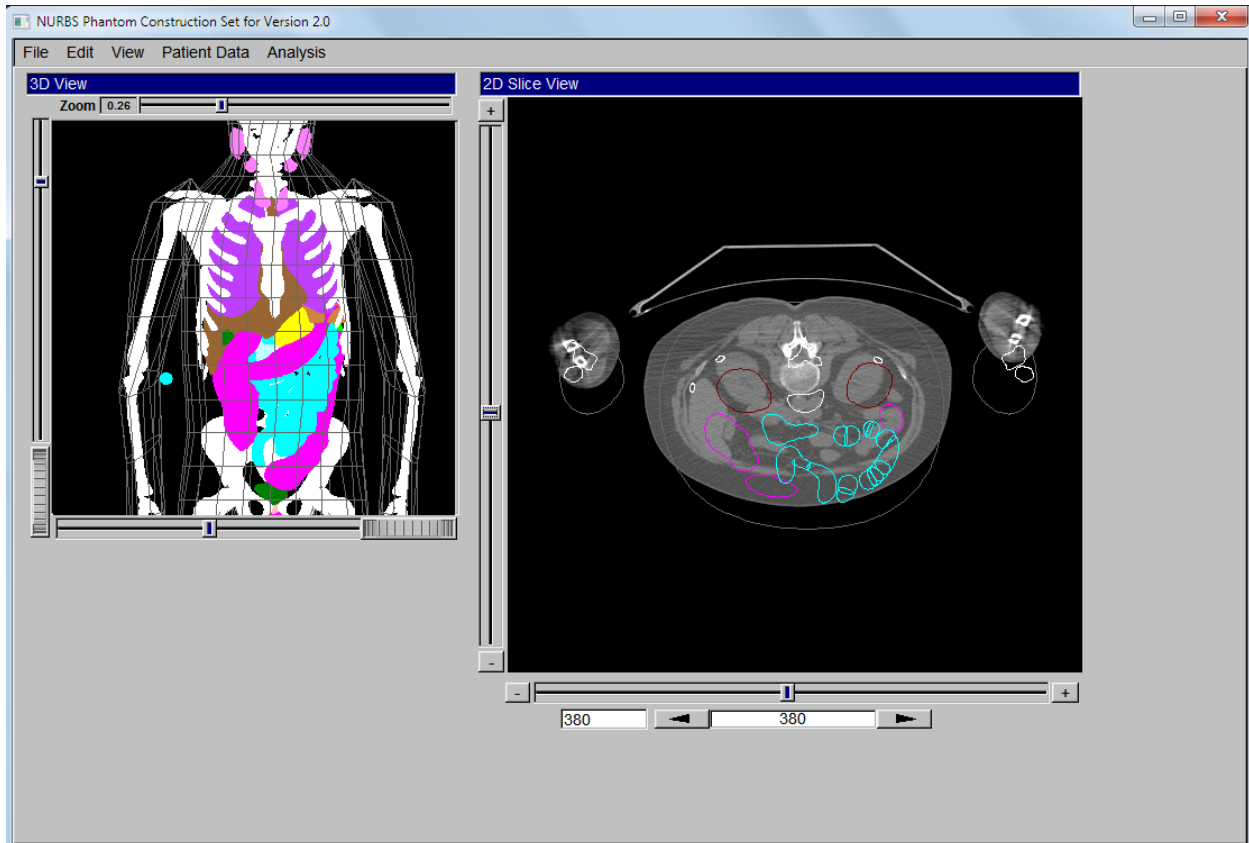 NURBS Phantom Construction Set for Version 2.0
File Edit View Patient Data Analysis
3D View
Zoom 0.26
2D Slice View
+
-
- +
380 380